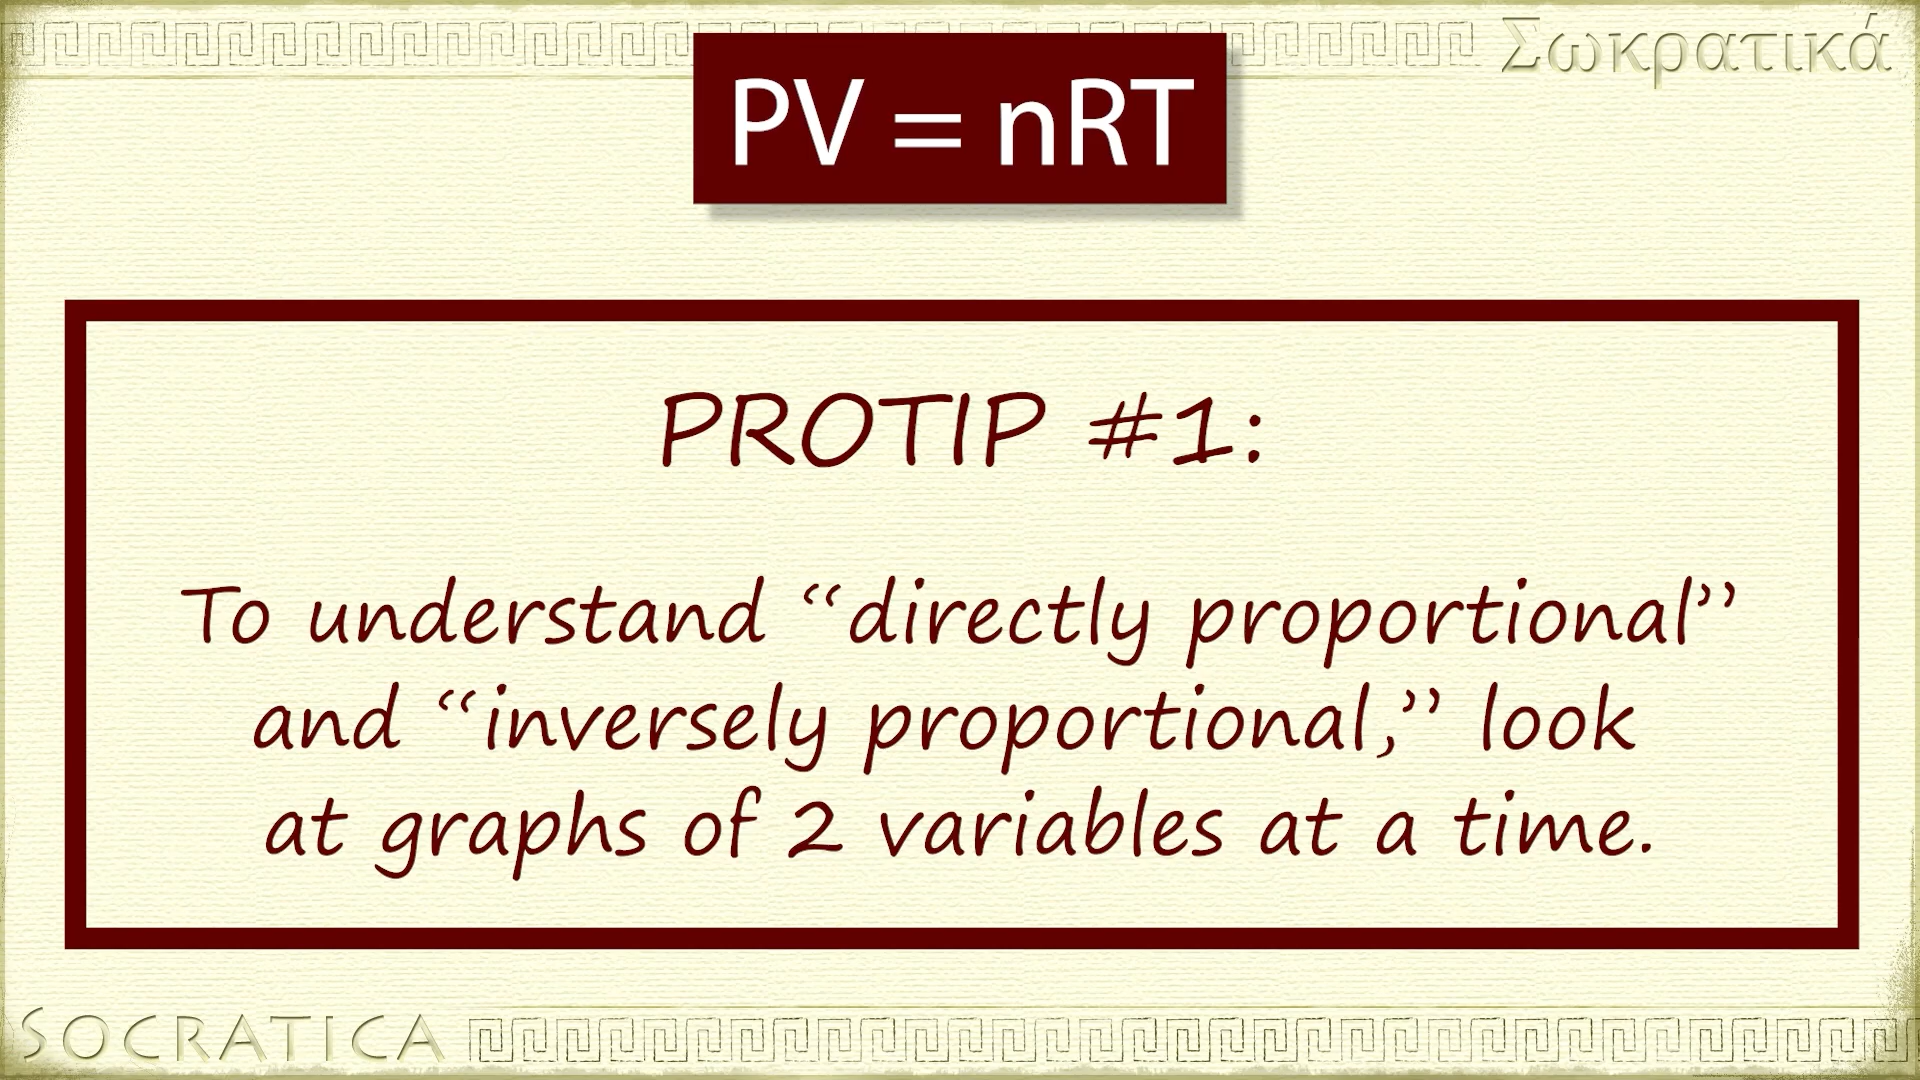 Σωκρατικά
PV = nRT
PROTIP #1:
To understand “directly proportional”
and “inversely proportional,” look
at graphs of 2 variables at a time.
SOCRATICA